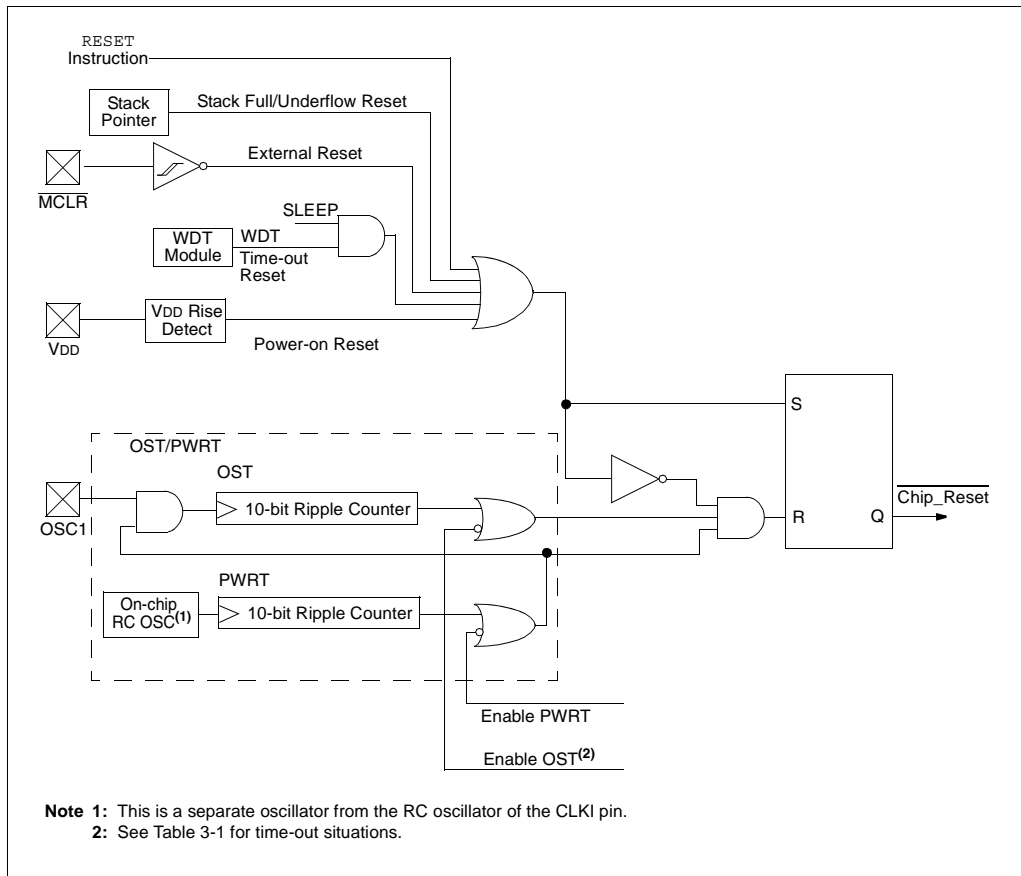 RESET
Instruction
Stack
Pointer
Stack Full/Underflow Reset
External Reset
MCLR
SLEEP
WDT
Module
WDT
Time-out
Reset
VDD Rise
Detect
VDD
Power-on Reset
S
OST/PWRT
OST
OSC1
10-bit Ripple Counter
Chip_Reset
R
Q
PWRT
On-chip
RC OSC(1)
10-bit Ripple Counter
Enable PWRT
Enable OST(2)
Note 1: This is a separate oscillator from the RC oscillator of the CLKI pin.
2: See Table 3-1 for time-out situations.